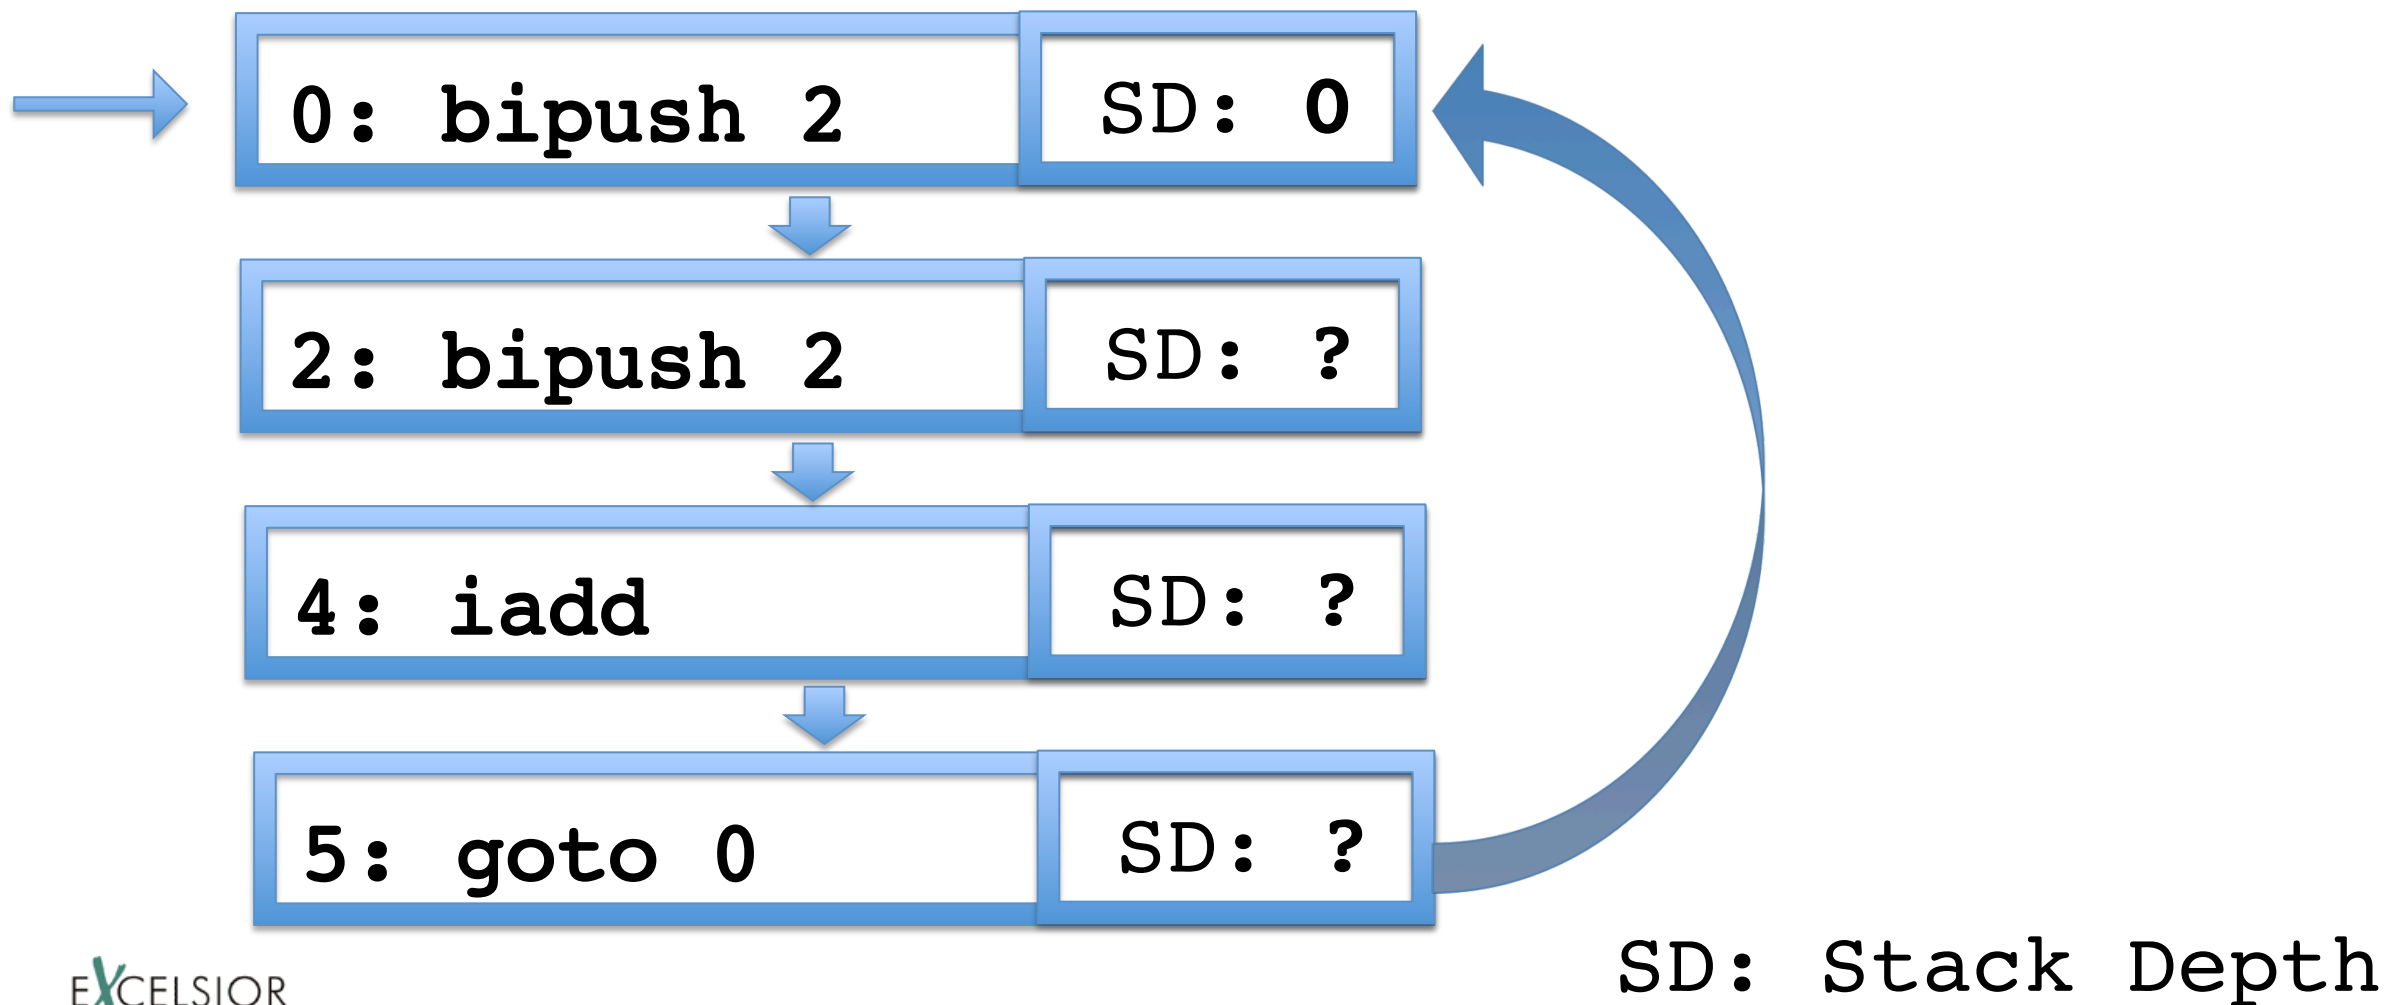 0: bipush 2 SD: 0
2: bipush 2 SD: ?
4: iadd SD: ?
5: goto 0 SD: ?
EXCELSIOR
SD: Stack Depth